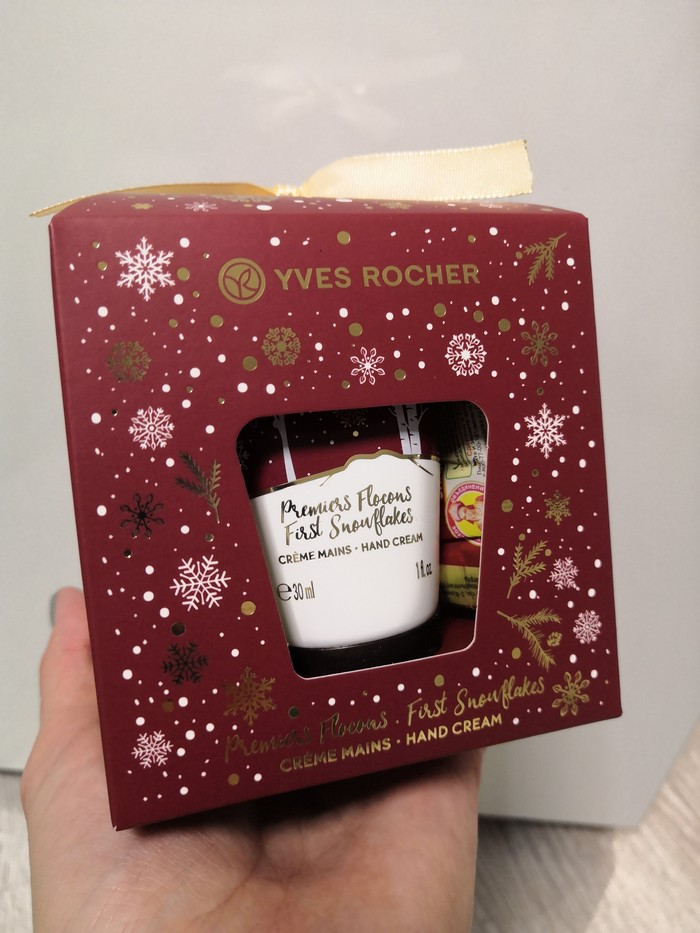 YVES ROCHER
Premiers Flocons
First Snowflakes
CRÈME MAINS • HAND CREAM
e 30 ml
1 fl. oz
Premiers Flocons • First Snowflakes
CRÈME MAINS • HAND CREAM